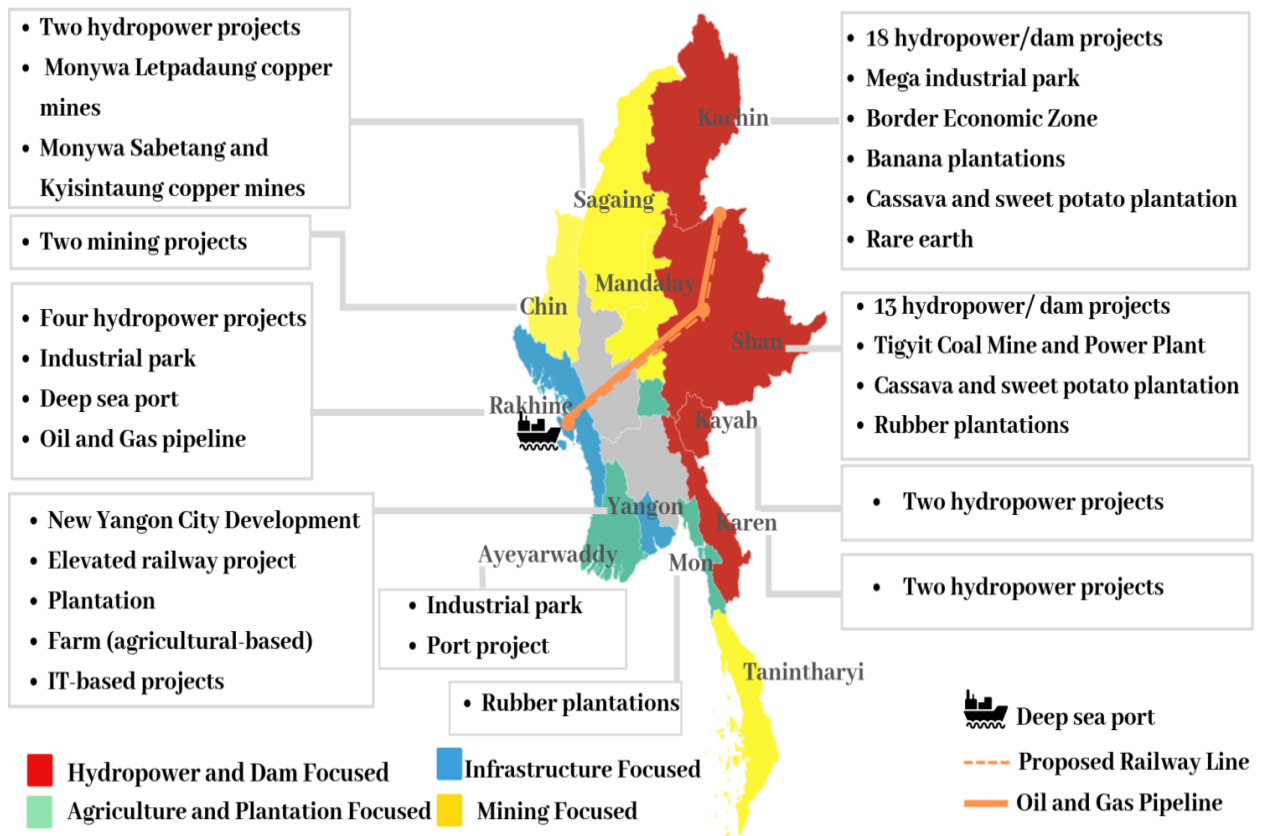 • Two hydropower projects
• Monywa Letpadaung copper
mines
• Monywa Sabetang and
Kyisintaung copper mines
• Two mining projects
• Four hydropower projects
• Industrial park
• Deep sea port
• Oil and Gas pipeline
• New Yangon City Development
• Elevated railway project
• Plantation
• Farm (agricultural-based)
• IT-based projects
• Industrial park
• Port project
• Rubber plantations
Kachin
Sagaing
Mandalay
Chin
Shan
Rakhine
Kayah
Yangon
Karen
Ayeyarwaddy
Mon
Tanintharyi
• 18 hydropower/dam projects
• Mega industrial park
• Border Economic Zone
• Banana plantations
• Cassava and sweet potato plantation
• Rare earth
• 13 hydropower/ dam projects
• Tigyit Coal Mine and Power Plant
• Cassava and sweet potato plantation
• Rubber plantations
• Two hydropower projects
• Two hydropower projects
Hydropower and Dam Focused
Infrastructure Focused
Agriculture and Plantation Focused
Mining Focused
Deep sea port
Proposed Railway Line
Oil and Gas Pipeline